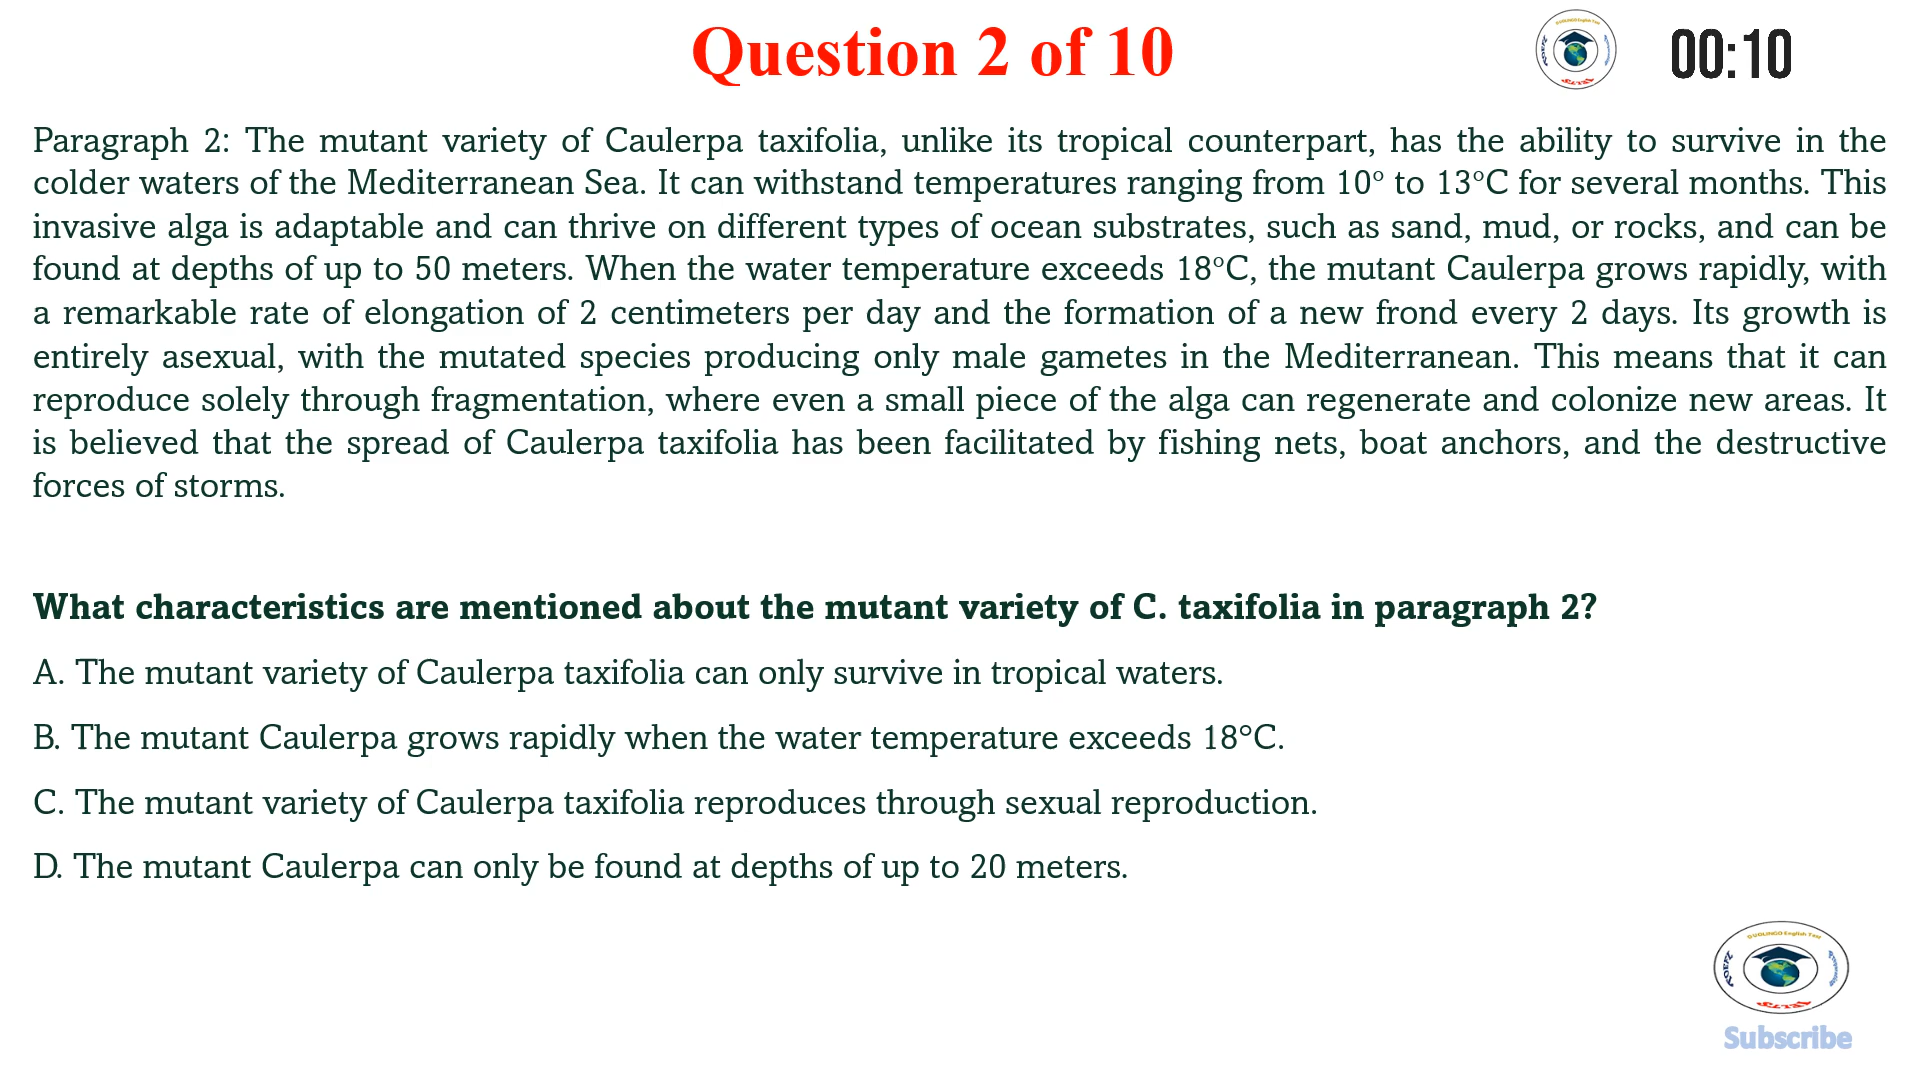 Question 2 of 10
DUOLINGO English Test
00:10
Paragraph 2: The mutant variety of Caulerpa taxifolia, unlike its tropical counterpart, has the ability to survive in the
colder waters of the Mediterranean Sea. It can withstand temperatures ranging from 10° to 13°C for several months. This
invasive alga is adaptable and can thrive on different types of ocean substrates, such as sand, mud, or rocks, and can be
found at depths of up to 50 meters. When the water temperature exceeds 18°C, the mutant Caulerpa grows rapidly, with
a remarkable rate of elongation of 2 centimeters per day and the formation of a new frond every 2 days. Its growth is
entirely asexual, with the mutated species producing only male gametes in the Mediterranean. This means that it can
reproduce solely through fragmentation, where even a small piece of the alga can regenerate and colonize new areas. It
is believed that the spread of Caulerpa taxifolia has been facilitated by fishing nets, boat anchors, and the destructive
forces of storms.
What characteristics are mentioned about the mutant variety of C. taxifolia in paragraph 2?
A. The mutant variety of Caulerpa taxifolia can only survive in tropical waters.
B. The mutant Caulerpa grows rapidly when the water temperature exceeds 18°C.
C. The mutant variety of Caulerpa taxifolia reproduces through sexual reproduction.
D. The mutant Caulerpa can only be found at depths of up to 20 meters.
DUOLINGO English Test
Subscribe